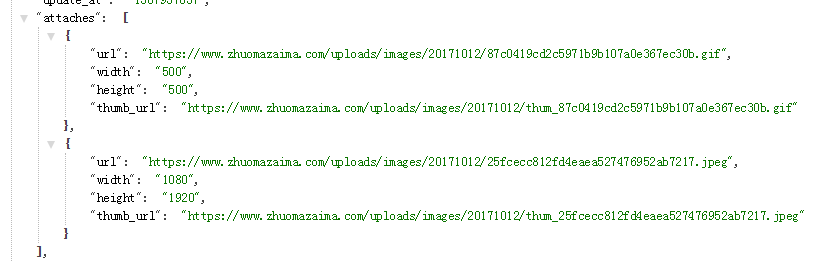 "attaches": [
{
"url": "https://www.zhuomazaima.com/uploads/images/20171012/87c0419cd2c5971b9b107a0e367ec30b.gif",
"width": "500",
"height": "500",
"thumb_url": "https://www.zhuomazaima.com/uploads/images/20171012/thum_87c0419cd2c5971b9b107a0e367ec30b.gif"
},
{
"url": "https://www.zhuomazaima.com/uploads/images/20171012/25fcecc812fd4eaea527476952ab7217.jpeg",
"width": "1080",
"height": "1920",
"thumb_url": "https://www.zhuomazaima.com/uploads/images/20171012/thum_25fcecc812fd4eaea527476952ab7217.jpeg"
}
],